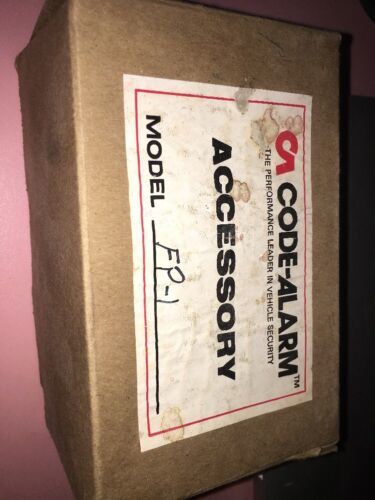 CODE-ALARM™
THE PERFORMANCE LEADER IN VEHICLE SECURITY
ACCESSORY
MODEL FP-1